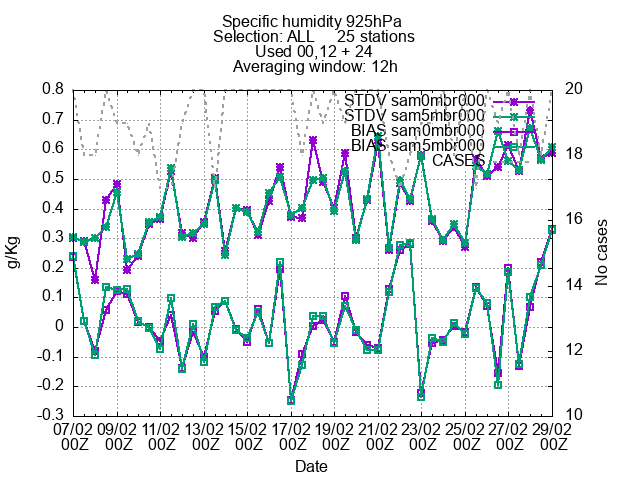 Specific humidity 925hPa
Selection: ALL 25 stations
Used 00,12 + 24
Averaging window: 12h
STDV sam0mbr000
STDV sam5mbr000
BIAS sam0mbr000
BIAS sam5mbr000
CASES
0.8
0.7
0.6
0.5
0.4
0.3
0.2
0.1
0
-0.1
-0.2
-0.3
g/Kg
20
18
16
14
12
10
No cases
07/02 09/02 11/02 13/02 15/02 17/02 19/02 21/02 23/02 25/02 27/02 29/02
00Z 00Z 00Z 00Z 00Z 00Z 00Z 00Z 00Z 00Z 00Z 00Z
Date